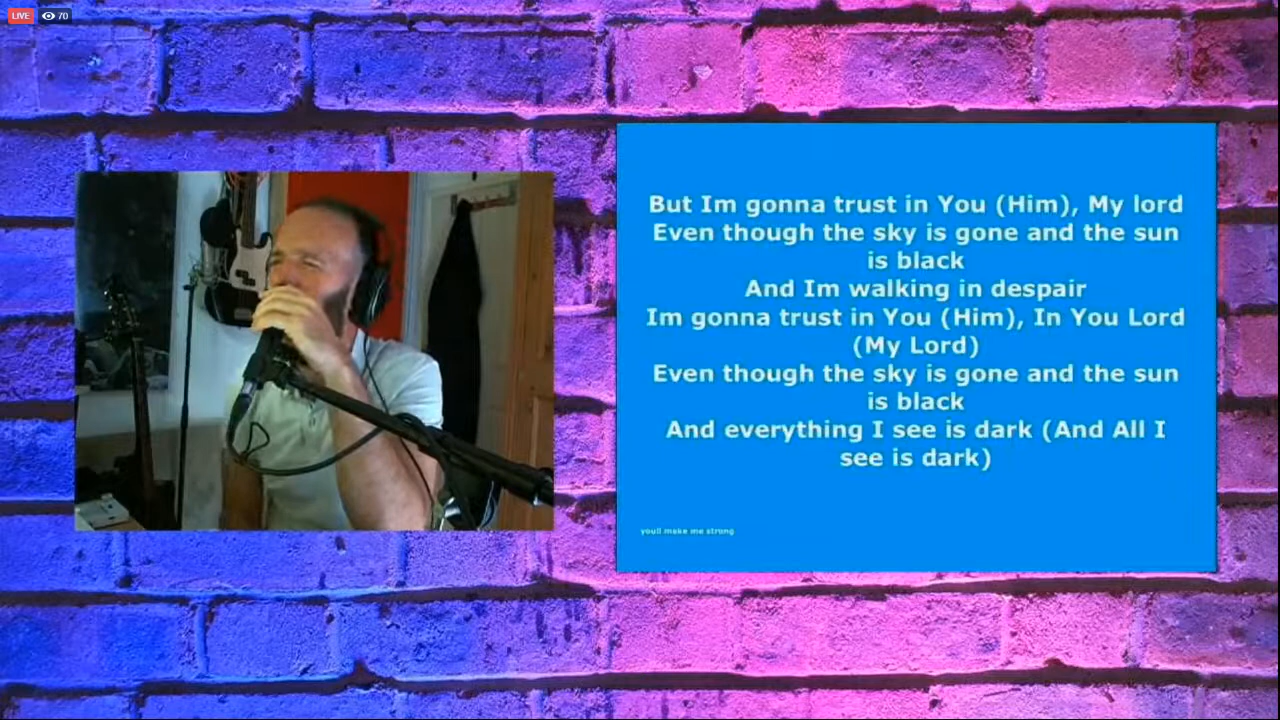 LIVE 70
But Im gonna trust in You (Him), My lord
Even though the sky is gone and the sun
is black
And Im walking in despair
Im gonna trust in You (Him), In You Lord
(My Lord)
Even though the sky is gone and the sun
is black
And everything I see is dark (And All I
see is dark)
youll make me strong